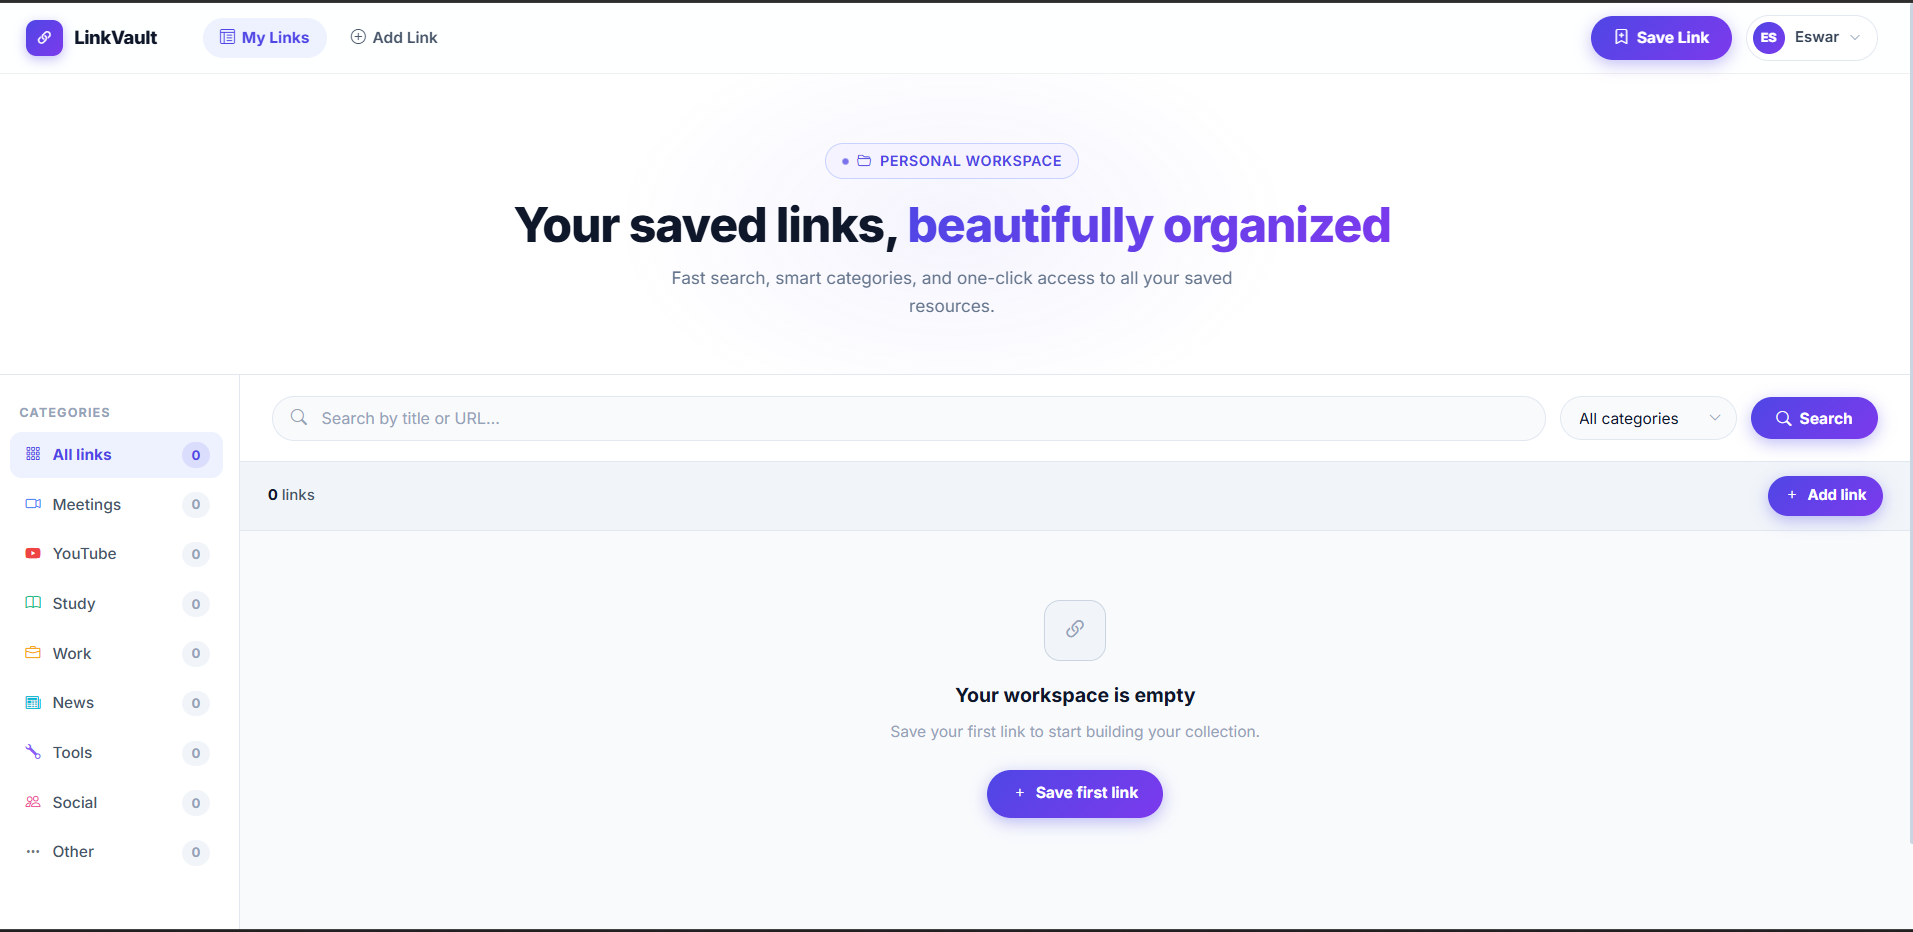 LinkVault
My Links
Add Link
Save Link
ES
Eswar
PERSONAL WORKSPACE
Your saved links, beautifully organized
Fast search, smart categories, and one-click access to all your saved
resources.
CATEGORIES
All links 0
Meetings 0
YouTube 0
Study 0
Work 0
News 0
Tools 0
Social 0
Other 0
Search by title or URL...
All categories
Search
0 links
+ Add link
Your workspace is empty
Save your first link to start building your collection.
+ Save first link